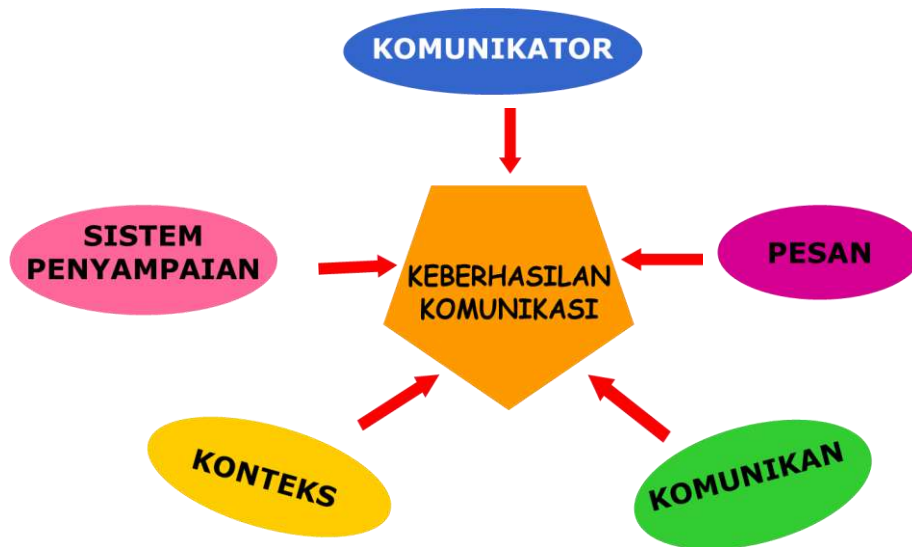 KOMUNIKATOR
SISTEM
PENYAMPAIAN
KEBERHASILAN
KOMUNIKASI
PESAN
KONTEKS
KOMUNIKAN